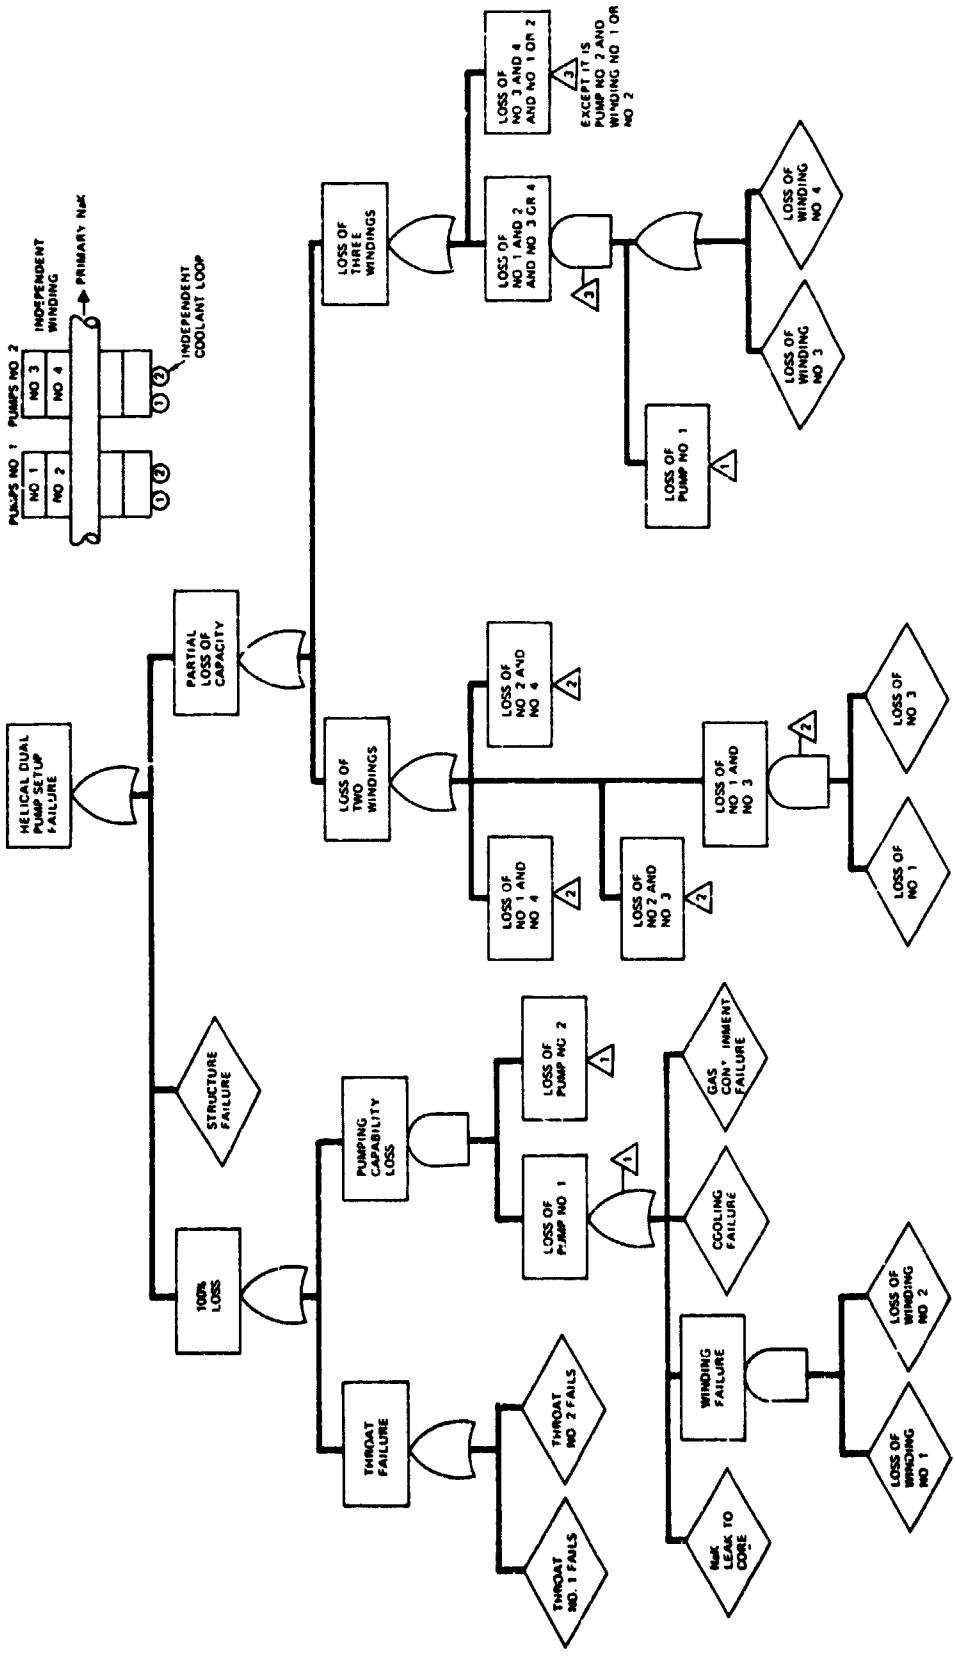 HELICAL DUAL
PUMP SETUP
FAILURE
PUMPS NO 1
PUMPS NO 2
NO 1
NO 2
NO 3
NO 4
INDEPENDENT
WINDING
PRIMARY NaK
1
2
1
2
INDEPENDENT
COOLANT LOOP
100%
LOSS
STRUCTURE
FAILURE
PARTIAL
LOSS OF
CAPACITY
THROAT
FAILURE
PUMPING
CAPABILITY
LOSS
LOSS OF
TWO
WINDINGS
LOSS OF
THREE
WINDINGS
THROAT
NO. 1 FAILS
THROAT
NO 2 FAILS
LOSS OF
PUMP NO 1
1
LOSS OF
PUMP NO 2
1
LOSS OF
NO 1 AND
NO 4
2
LOSS OF
NO 2 AND
NO 4
2
LOSS OF
NO 1 AND 2
AND NO 3 OR 4
3
LOSS OF
NO 3 AND 4
AND NO 1 OR 2
3
EXCEPT IT IS
PUMP NO 2 AND
WINDING NO 1 OR
NO 2
NaK
LEAK TO
CORE
WINDING
FAILURE
COOLING
FAILURE
GAS
FAILURE
LOSS OF
NO 2 AND
NO 3
2
LOSS OF
NO 1 AND
NO 3
2
LOSS OF
PUMP NO 1
1
LOSS OF
WINDING
NO 3
LOSS OF
WINDING
NO 4
LOSS OF
WINDING
NO 1
LOSS OF
WINDING
NO 2
LOSS OF
NO 1
LOSS OF
NO 3